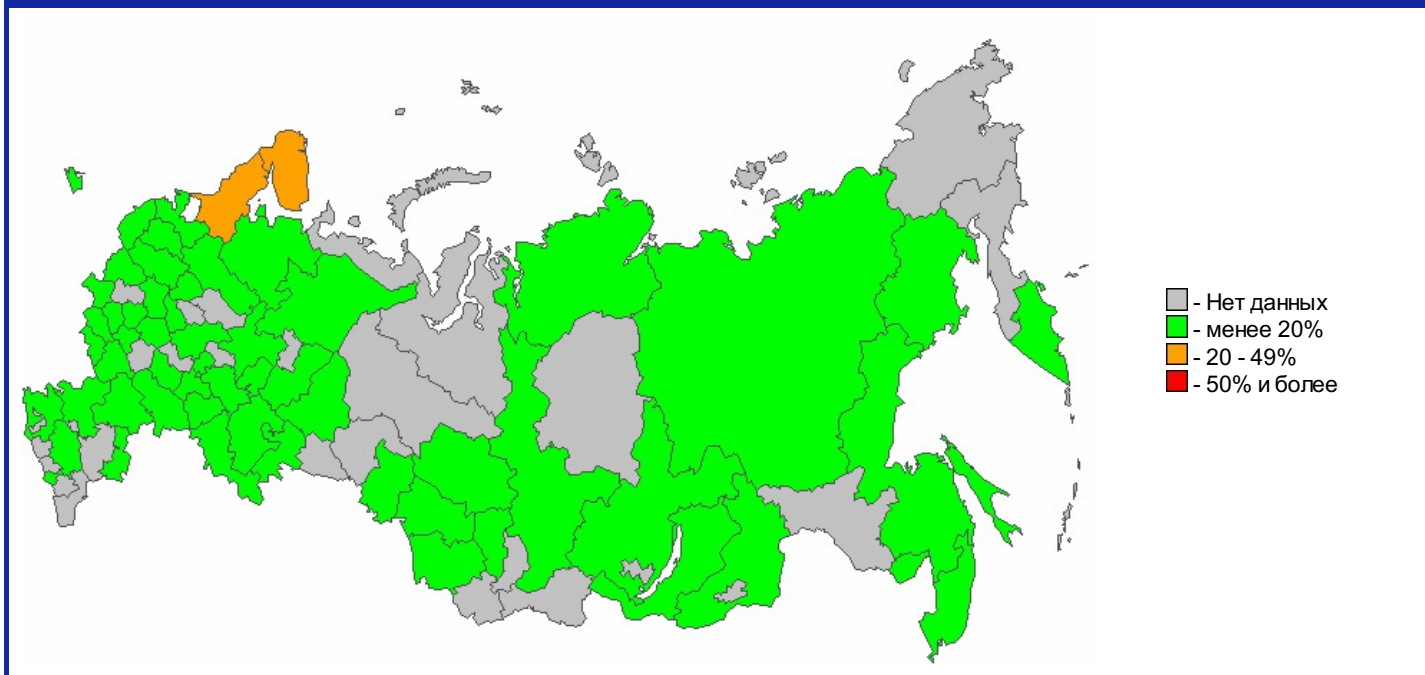 - Нет данных
- менее 20%
- 20 - 49%
- 50% и более